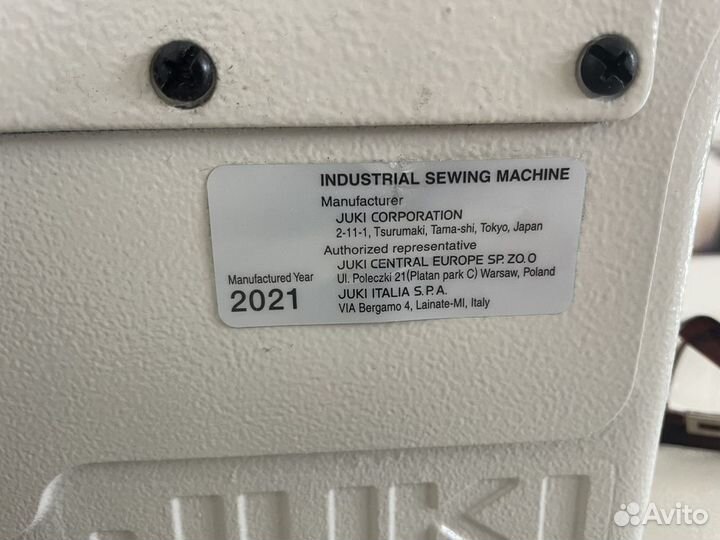 INDUSTRIAL SEWING MACHINE
Manufacturer
JUKI CORPORATION
2-11-1, Tsurumaki, Tama-shi, Tokyo, Japan
Authorized representative
JUKI CENTRAL EUROPE SP. ZO.O
Ul. Poleczki 21(Platan park C) Warsaw, Poland
JUKI ITALIA S.P.A.
VIA Bergamo 4, Lainate-MI, Italy
Manufactured Year
2021
JUKI
Avito